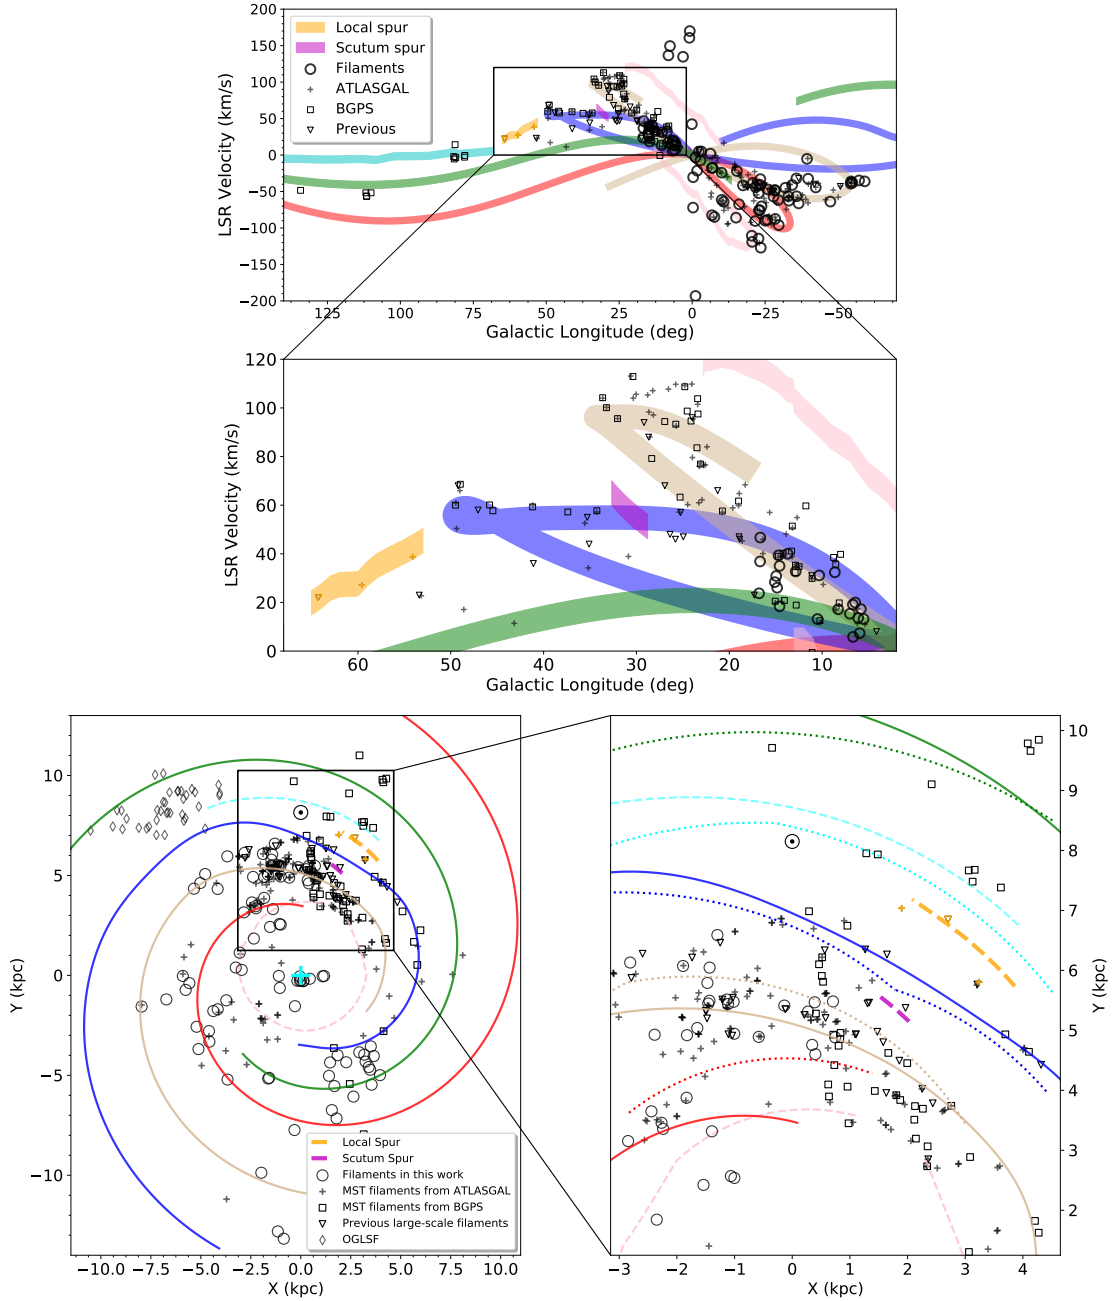 200
150
100
50
0
−50
−100
−150
−200
LSR Velocity (km/s)
Local spur
Scutum spur
Filaments
ATLASGAL
BGPS
Previous
125 100 75 50 25 0 −25 −50
Galactic Longitude (deg)
120
100
80
60
40
20
0
LSR Velocity (km/s)
60 50 40 30 20 10
Galactic Longitude (deg)
10
5
0
−5
−10
Y (kpc)
Local Spur
Scutum Spur
Filaments in this work
MST filaments from ATLASGAL
MST filaments from BGPS
Previous large-scale filaments
OGLSF
−10.0 −7.5 −5.0 −2.5 0.0 2.5 5.0 7.5 10.0
X (kpc)
10
9
8
7
6
5
4
3
2
Y (kpc)
−3 −2 −1 0 1 2 3 4
X (kpc)